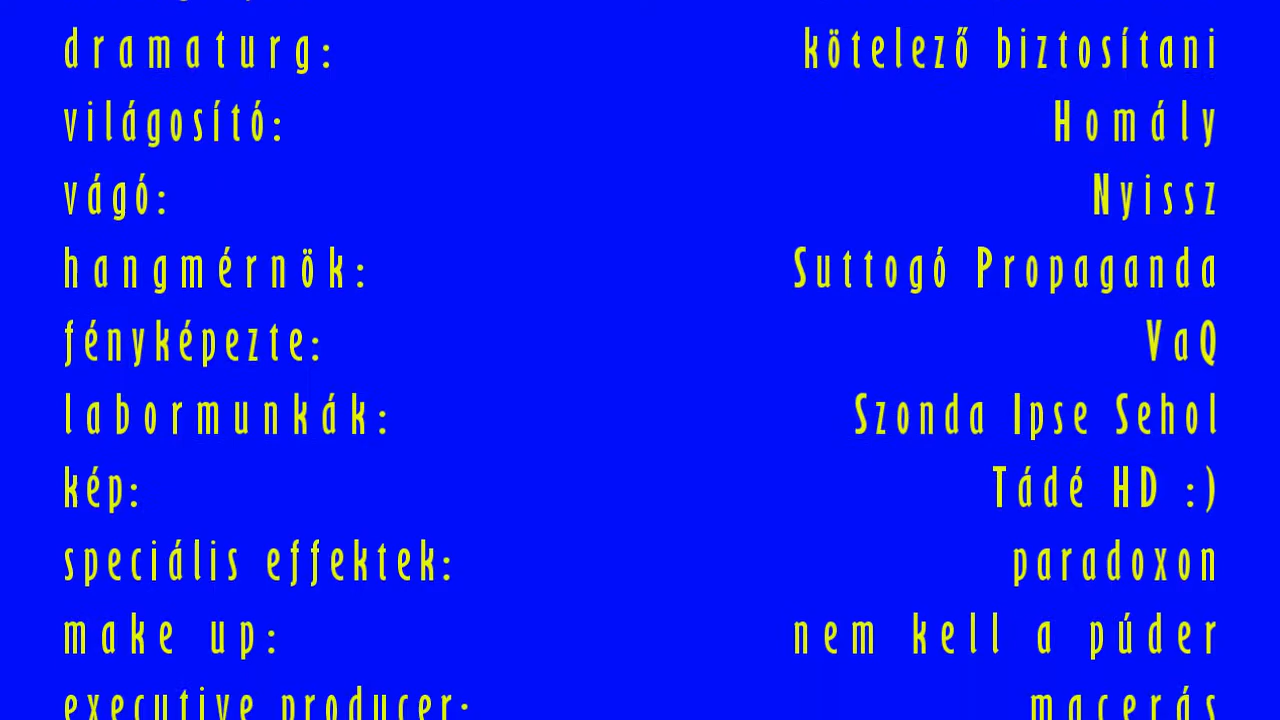 dramaturg: kötelező biztosítani
világosító: Homály
vágó: Nyissz
hangmérnök: Suttogó Propaganda
fényképezte: VaQ
labormunkák: Szonda Ipse Sehol
kép: Tádé HD :)
speciális effektek: paradoxon
make up: nem kell a púder
executive producer: macerás